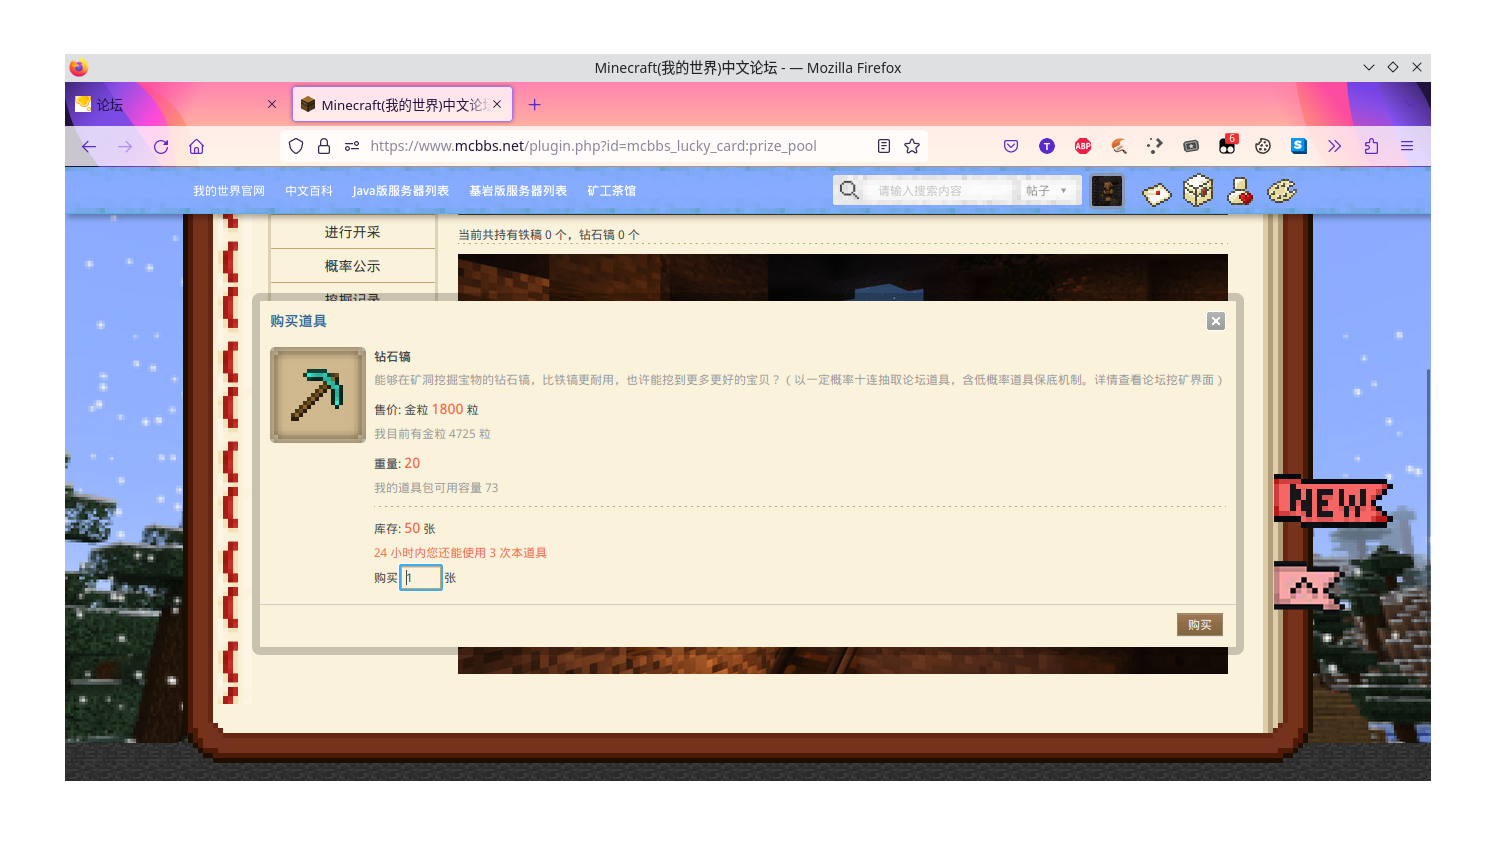 Minecraft(我的世界)中文论坛 - — Mozilla Firefox
论坛
Minecraft(我的世界)中文论坛
https://www.mcbbs.net/plugin.php?id=mcbbs_lucky_card:prize_pool
T
ABP
6
S
我的世界官网 中文百科 Java版服务器列表 基岩版服务器列表 矿工茶馆
请输入搜索内容 帖子
进行开采
当前共持有铁稿 0 个，钻石镐 0 个
概率公示
挖掘记录
购买道具
钻石镐
能够在矿洞挖掘宝物的钻石镐，比铁镐更耐用，也许能挖到更多更好的宝贝？（以一定概率十连抽取论坛道具，含低概率道具保底机制。详情查看论坛挖矿界面）
售价: 金粒 1800 粒
我目前有金粒 4725 粒
重量: 20
我的道具包可用容量 73
NEW
库存: 50 张
24 小时内您还能使用 3 次本道具
购买 1 张
购买